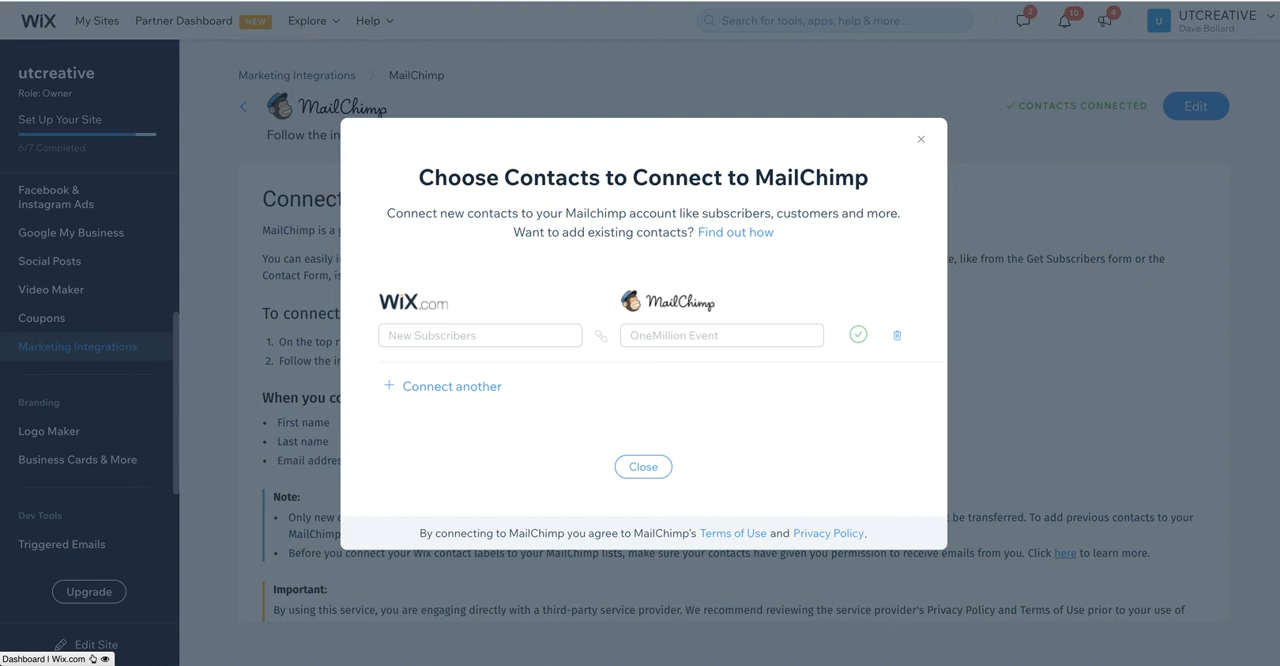 WiX My Sites Partner Dashboard NEW Explore Help Search for tools, apps, help & more... 2 10 4 U UTCREATIVE
Dave Bollard
utcreative
Role: Owner
Set Up Your Site
6/7 Completed
Facebook &
Instagram Ads
Google My Business
Social Posts
Video Maker
Coupons
Marketing Integrations
Branding
Logo Maker
Business Cards & More
Dev Tools
Triggered Emails
Upgrade
Edit Site
Dashboard | Wix.com
Marketing Integrations MailChimp
MailChimp CONTACTS CONNECTED Edit
Follow the in
Connect
MailChimp is a
You can easily like from the Get Subscribers form or the
Contact Form,
To connect
1. On the top
2. Follow the
When you
First name
Last name
Email
Note:
Only new be transferred. To add previous contacts to your
MailChimp
Before you connect your Wix contact labels to your MailChimp lists, make sure your contacts have given you permission to receive emails from you. Click here to learn more.
Important:
By using this service, you are engaging directly with a third-party service provider. We recommend reviewing the service provider's Privacy Policy and Terms of Use prior to your use of
Choose Contacts to Connect to MailChimp
Connect new contacts to your Mailchimp account like subscribers, customers and more.
Want to add existing contacts? Find out how
WiX.com MailChimp
New Subscribers OneMillion Event
Connect another
Close
By connecting to MailChimp you agree to MailChimp's Terms of Use and Privacy Policy.